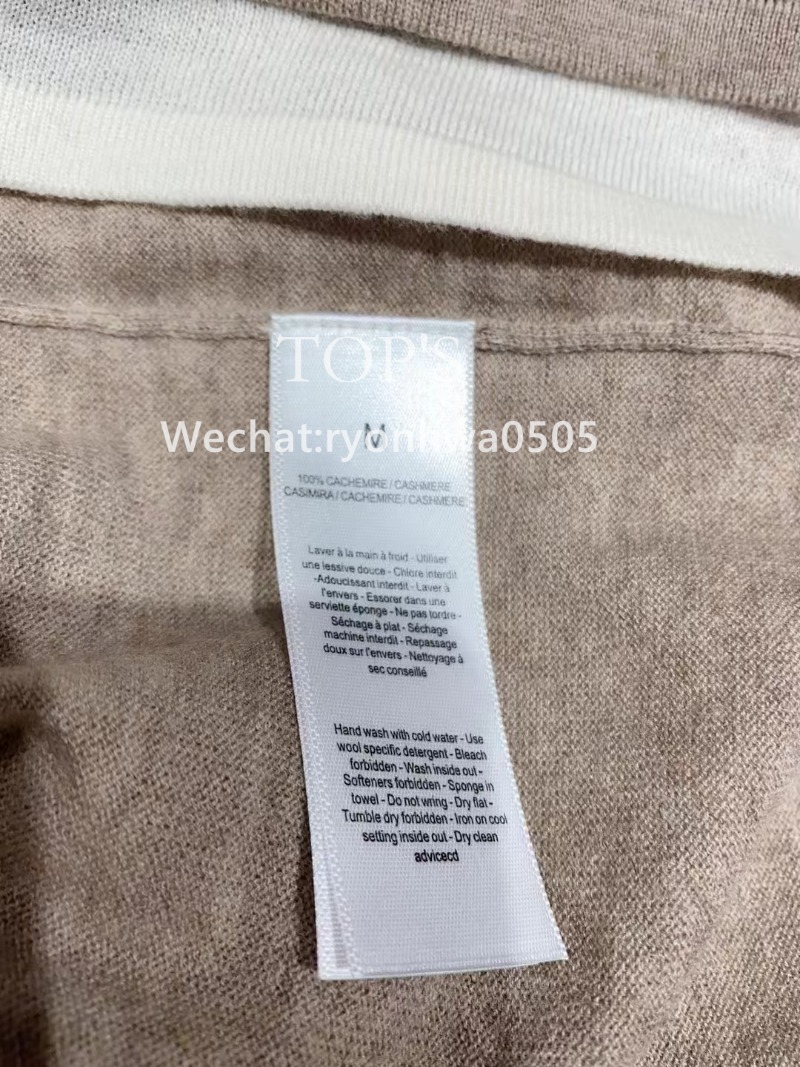 TOP'S
M
Wechat:ryonhwa0505
100% CACHEMIRE / CASHMERE
CASIMIRA / CACHEMIRE / CASHMERE
Laver à la main à froid - Utiliser
une lessive douce - Chlore interdit
-Adoucissant interdit - Laver à
l'envers - Essorer dans une
serviette éponge - Ne pas tordre -
Séchage à plat - Séchage
machine interdit - Repassage
doux sur l'envers - Nettoyage à
sec conseillé
Hand wash with cold water - Use
wool specific detergent - Bleach
forbidden - Wash inside out -
Softeners forbidden - Sponge in
towel - Do not wring - Dry flat -
Tumble dry forbidden - Iron on cool
setting inside out - Dry clean
advicecd